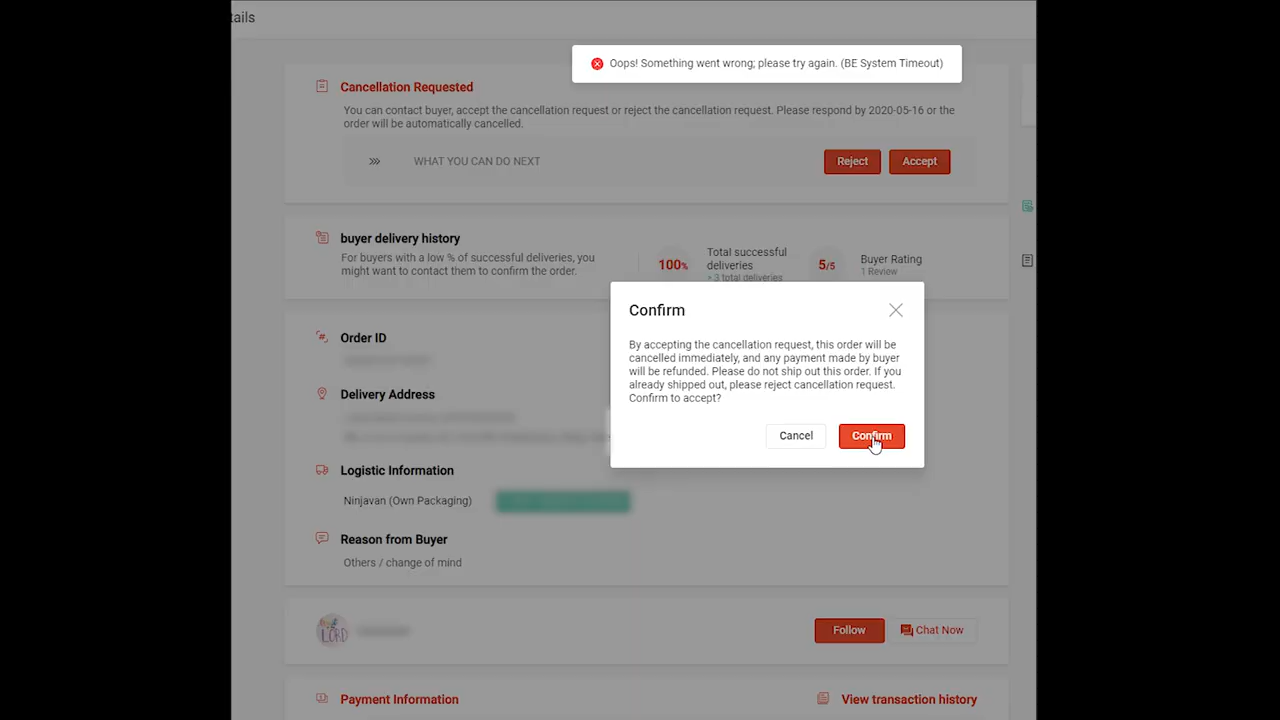 tails
Oops! Something went wrong; please try again. (BE System Timeout)
Cancellation Requested
You can contact buyer, accept the cancellation request or reject the cancellation request. Please respond by 2020-05-16 or the
order will be automatically cancelled.
WHAT YOU CAN DO NEXT
Reject
Accept
buyer delivery history
For buyers with a low % of successful deliveries, you
might want to contact them to confirm the order.
100%
Total successful
deliveries
> 3 total deliveries
5/5
Buyer Rating
1 Review
Confirm
By accepting the cancellation request, this order will be
cancelled immediately, and any payment made by buyer
will be refunded. Please do not ship out this order. If you
already shipped out, please reject cancellation request.
Confirm to accept?
Cancel
Confirm
Order ID
Delivery Address
Logistic Information
Ninjavan (Own Packaging)
Reason from Buyer
Others / change of mind
LORD
Follow
Chat Now
Payment Information
View transaction history